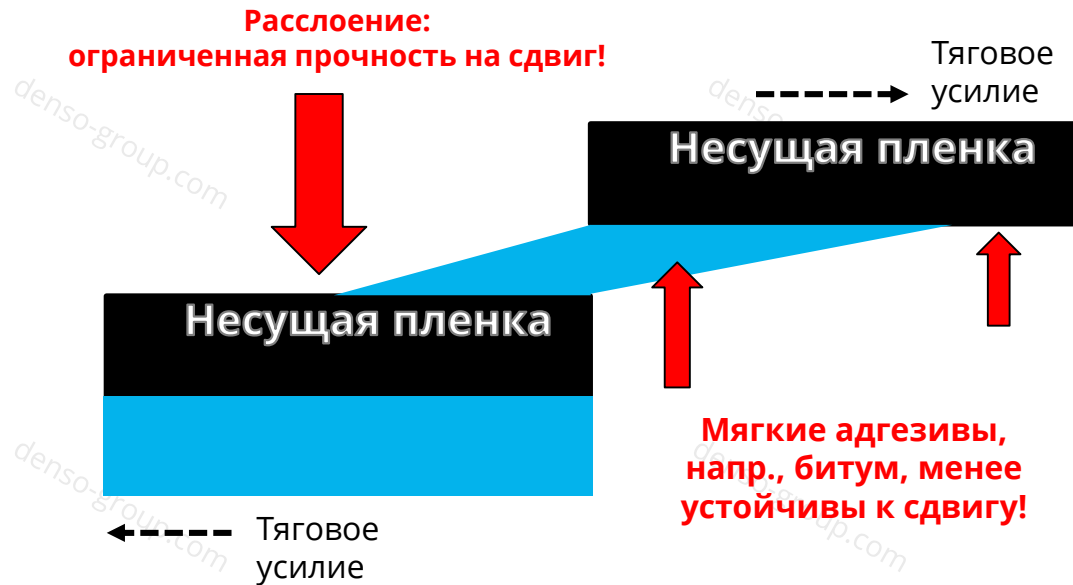 Расслоение:
ограниченная прочность на сдвиг!
Тяговое
усилие
denso-group.com
denso-group.com
Несущая пленка
Несущая пленка
Мягкие адгезивы,
напр., битум, менее
устойчивы к сдвигу!
denso-group.com
denso-group.com
Тяговое
усилие